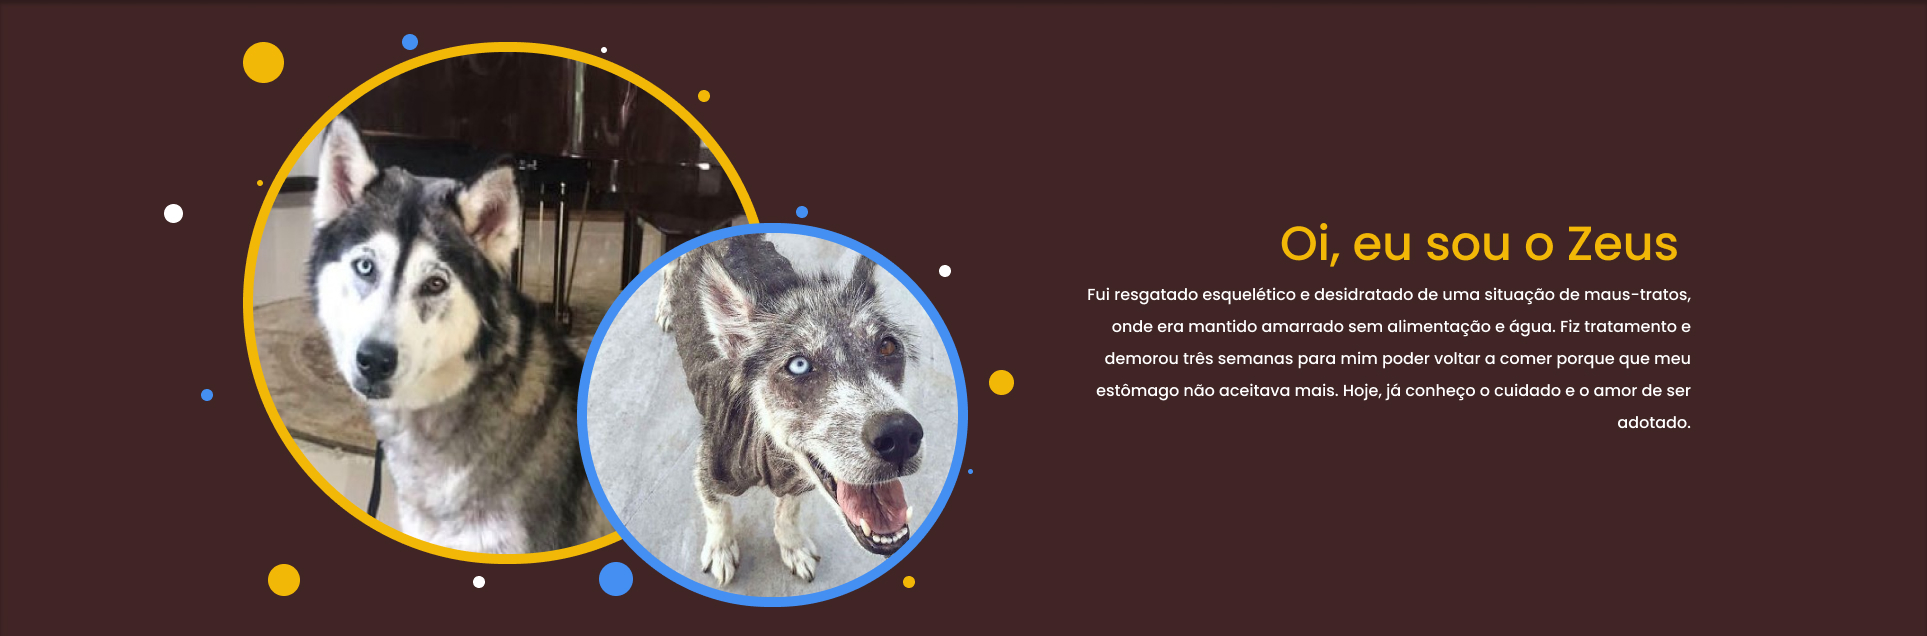 Oi, eu sou o Zeus
Fui resgatado esquelético e desidratado de uma situação de maus-tratos,
onde era mantido amarrado sem alimentação e água. Fiz tratamento e
demorou três semanas para mim poder voltar a comer porque que meu
estômago não aceitava mais. Hoje, já conheço o cuidado e o amor de ser
adotado.